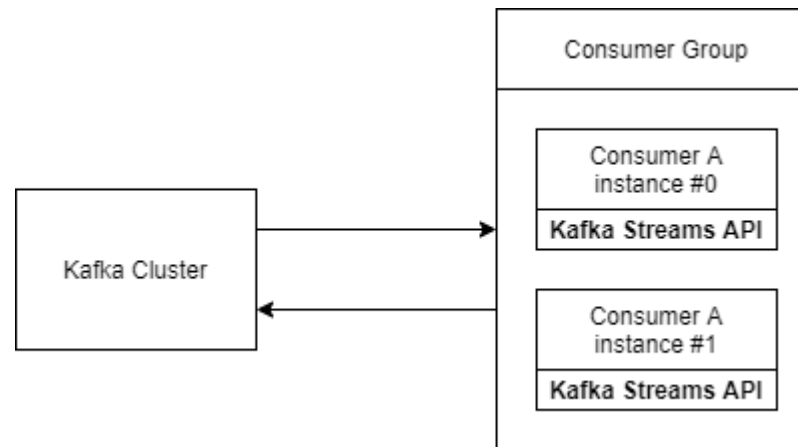 Consumer Group
Consumer A
instance #0
Kafka Streams API
Kafka Cluster
Consumer A
instance #1
Kafka Streams API